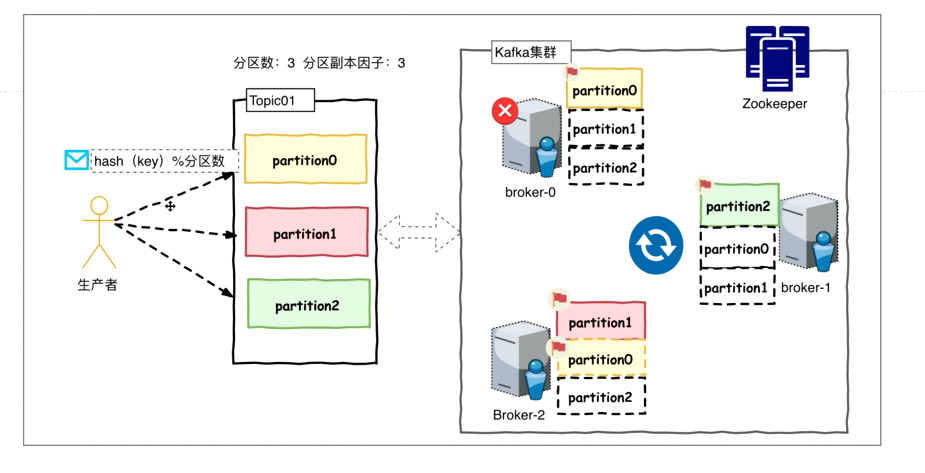 分区数：3 分区副本因子：3
Topic01
hash（key）%分区数
partition0
partition1
partition2
生产者
Kafka集群
Zookeeper
partition0
partition1
partition2
broker-0
partition2
partition0
partition1
broker-1
partition1
partition0
partition2
Broker-2